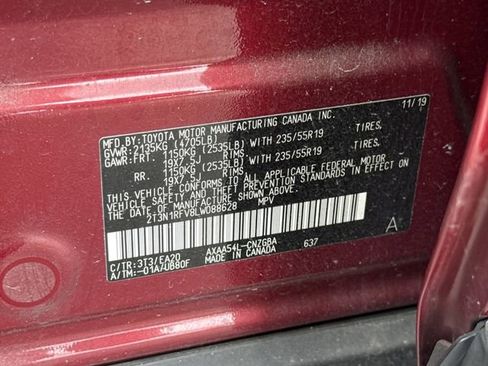 MFD.BY: TOYOTA MOTOR MANUFACTURING CANADA INC. 11/19
GVWR: 2135KG (4705LB)
GAWR: FRT. 1150KG (2535LB) WITH 235/55R19 TIRES.
19X7.5J RIMS
RR. 1150KG (2535LB) WITH 235/55R19 TIRES.
19X7.5J RIMS
THIS VEHICLE CONFORMS TO ALL APPLICABLE FEDERAL MOTOR
VEHICLE SAFETY AND THEFT PREVENTION STANDARDS IN EFFECT
ON THE DATE OF MANUFACTURE SHOWN ABOVE.
2T3N1RFV8LW088628 MPV
A
C/TR: 3T3/EA20 AXAA54L-CNZGBA 637
A/TM: -01A/U880F MADE IN CANADA